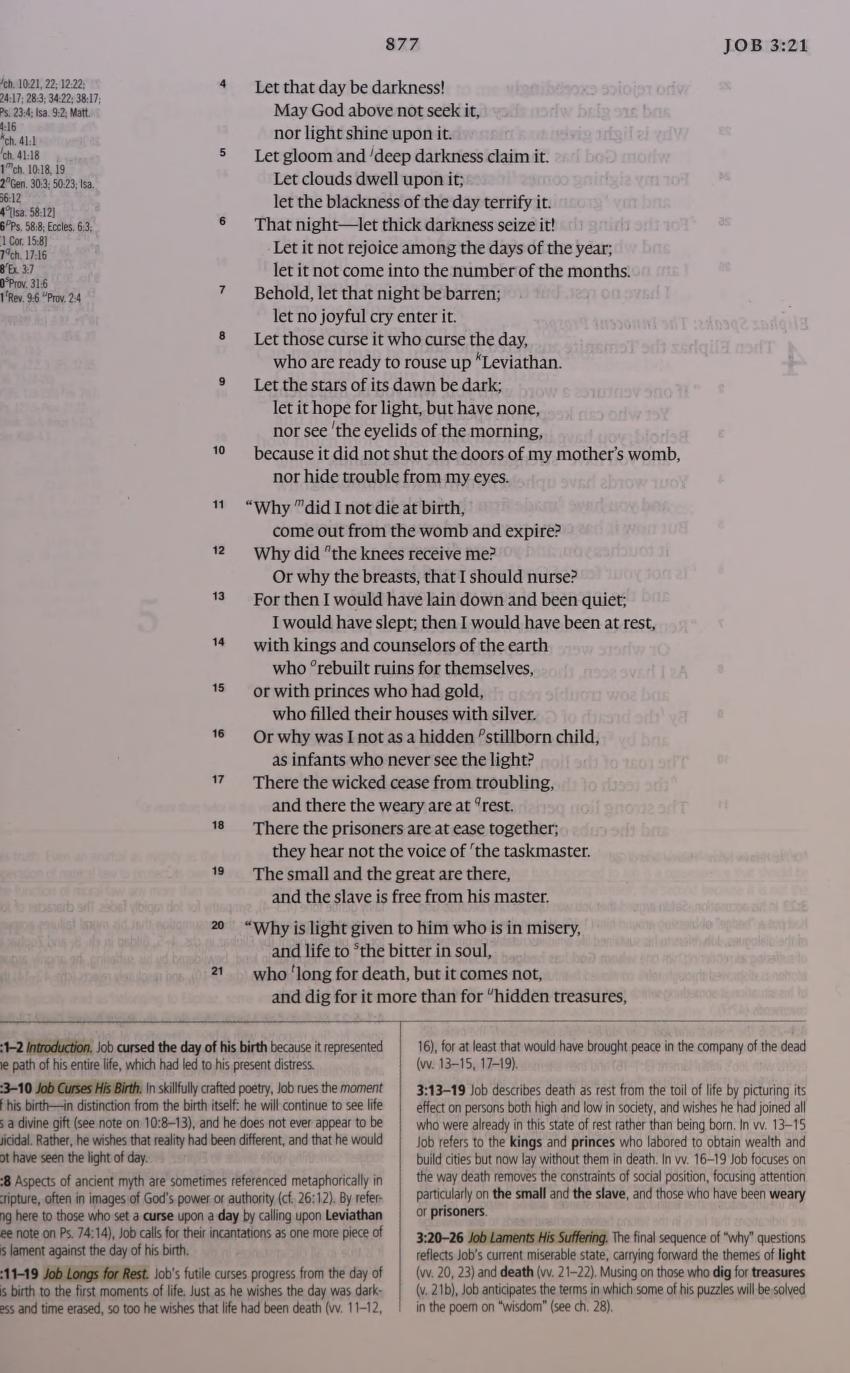 877
JOB 3:21
ch. 10:21, 22; 12:22;
24:17; 28:3; 34:22; 38:17;
Ps. 23:4; Isa. 9:2; Matt.
4:16
k ch. 41:1
l ch. 41:18
1 m ch. 10:18, 19
2 n Gen. 30:3; 50:23; Isa.
66:12
4 o [Isa. 58:12]
6 p Ps. 58:8; Eccles. 6:3;
[1 Cor. 15:8]
7 q ch. 17:16
8 r Ex. 3:7
0 s Prov. 31:6
1 t Rev. 9:6 u Prov. 2:4
4 Let that day be darkness!
May God above not seek it,
nor light shine upon it.
5 Let gloom and j deep darkness claim it.
Let clouds dwell upon it;
let the blackness of the day terrify it.
6 That night—let thick darkness seize it!
Let it not rejoice among the days of the year;
let it not come into the number of the months.
7 Behold, let that night be barren;
let no joyful cry enter it.
8 Let those curse it who curse the day,
who are ready to rouse up k Leviathan.
9 Let the stars of its dawn be dark;
let it hope for light, but have none,
nor see l the eyelids of the morning,
10 because it did not shut the doors of my mother’s womb,
nor hide trouble from my eyes.
11 “Why m did I not die at birth,
come out from the womb and expire?
12 Why did n the knees receive me?
Or why the breasts, that I should nurse?
13 For then I would have lain down and been quiet;
I would have slept; then I would have been at rest,
14 with kings and counselors of the earth
who o rebuilt ruins for themselves,
15 or with princes who had gold,
who filled their houses with silver.
16 Or why was I not as a hidden p stillborn child,
as infants who never see the light?
17 There the wicked cease from troubling,
and there the weary are at q rest.
18 There the prisoners are at ease together;
they hear not the voice of r the taskmaster.
19 The small and the great are there,
and the slave is free from his master.
20 “Why is light given to him who is in misery,
and life to s the bitter in soul,
21 who t long for death, but it comes not,
and dig for it more than for u hidden treasures,
:1–2 Introduction. Job cursed the day of his birth because it represented
e path of his entire life, which had led to his present distress.
:3–10 Job Curses His Birth. In skillfully crafted poetry, Job rues the moment
f his birth—in distinction from the birth itself: he will continue to see life
s a divine gift (see note on 10:8–13), and he does not ever appear to be
uicidal. Rather, he wishes that reality had been different, and that he would
ot have seen the light of day.
:8 Aspects of ancient myth are sometimes referenced metaphorically in
cripture, often in images of God’s power or authority (cf. 26:12). By refer-
ng here to those who set a curse upon a day by calling upon Leviathan
ee note on Ps. 74:14), Job calls for their incantations as one more piece of
is lament against the day of his birth.
:11–19 Job Longs for Rest. Job’s futile curses progress from the day of
is birth to the first moments of life. Just as he wishes the day was dark-
ess and time erased, so too he wishes that life had been death (vv. 11–12,
16), for at least that would have brought peace in the company of the dead
(vv. 13–15, 17–19).
3:13–19 Job describes death as rest from the toil of life by picturing its
effect on persons both high and low in society, and wishes he had joined all
who were already in this state of rest rather than being born. In vv. 13–15
Job refers to the kings and princes who labored to obtain wealth and
build cities but now lay without them in death. In vv. 16–19 Job focuses on
the way death removes the constraints of social position, focusing attention
particularly on the small and the slave, and those who have been weary
or prisoners.
3:20–26 Job Laments His Suffering. The final sequence of “why” questions
reflects Job’s current miserable state, carrying forward the themes of light
(vv. 20, 23) and death (vv. 21–22). Musing on those who dig for treasures
(v. 21b), Job anticipates the terms in which some of his puzzles will be solved
in the poem on “wisdom” (see ch. 28).